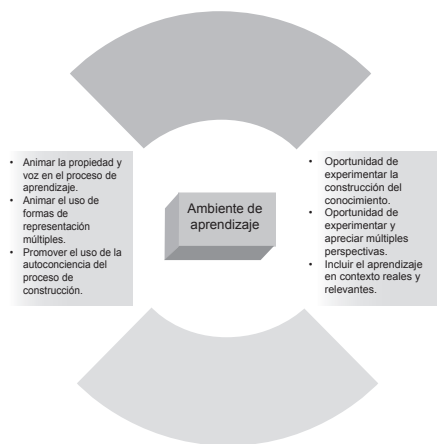 • Animar la propiedad y
voz en el proceso de
aprendizaje.
• Animar el uso de
formas de
representación
múltiples.
• Promover el uso de la
autoconciencia del
proceso de
construcción.
Ambiente de
aprendizaje
• Oportunidad de
experimentar la
construcción del
conocimiento.
• Oportunidad de
experimentar y
apreciar múltiples
perspectivas.
• Incluir el aprendizaje
en contexto reales y
relevantes.